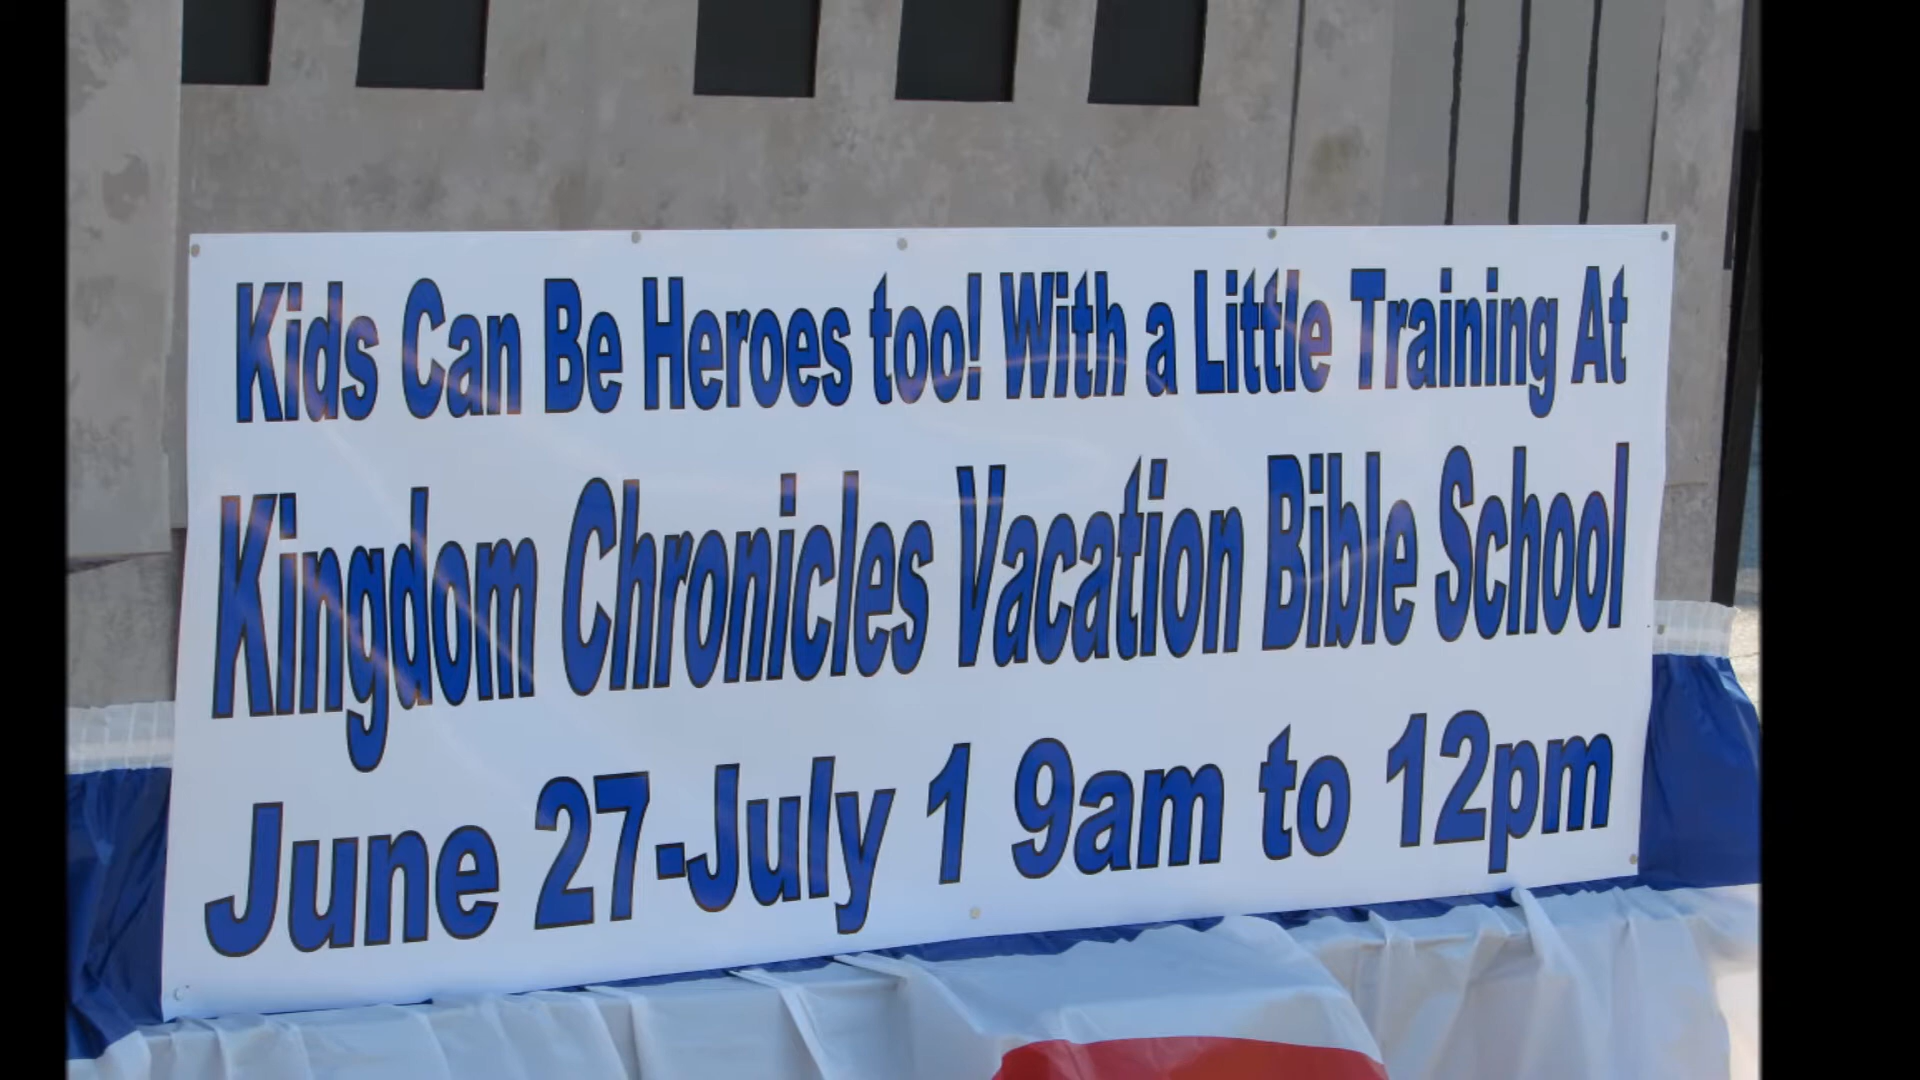 Kids Can Be Heroes too! With a Little Training At
Kingdom Chronicles Vacation Bible School
June 27-July 1 9am to 12pm